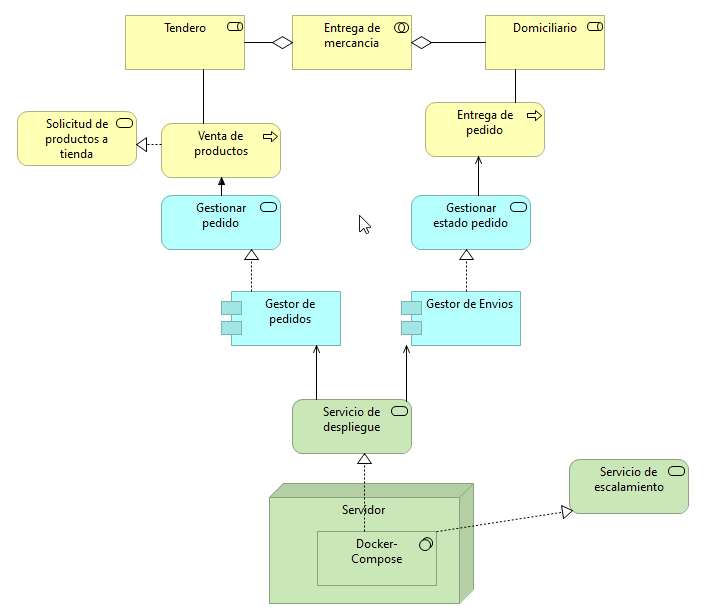 Tendero
Entrega de
mercancia
Domiciliario
Solicitud de
productos a
tienda
Venta de
productos
Entrega de
pedido
Gestionar
pedido
Gestionar
estado pedido
Gestor de
pedidos
Gestor de Envios
Servicio de
despliegue
Servicio de
escalamiento
Servidor
Docker-
Compose